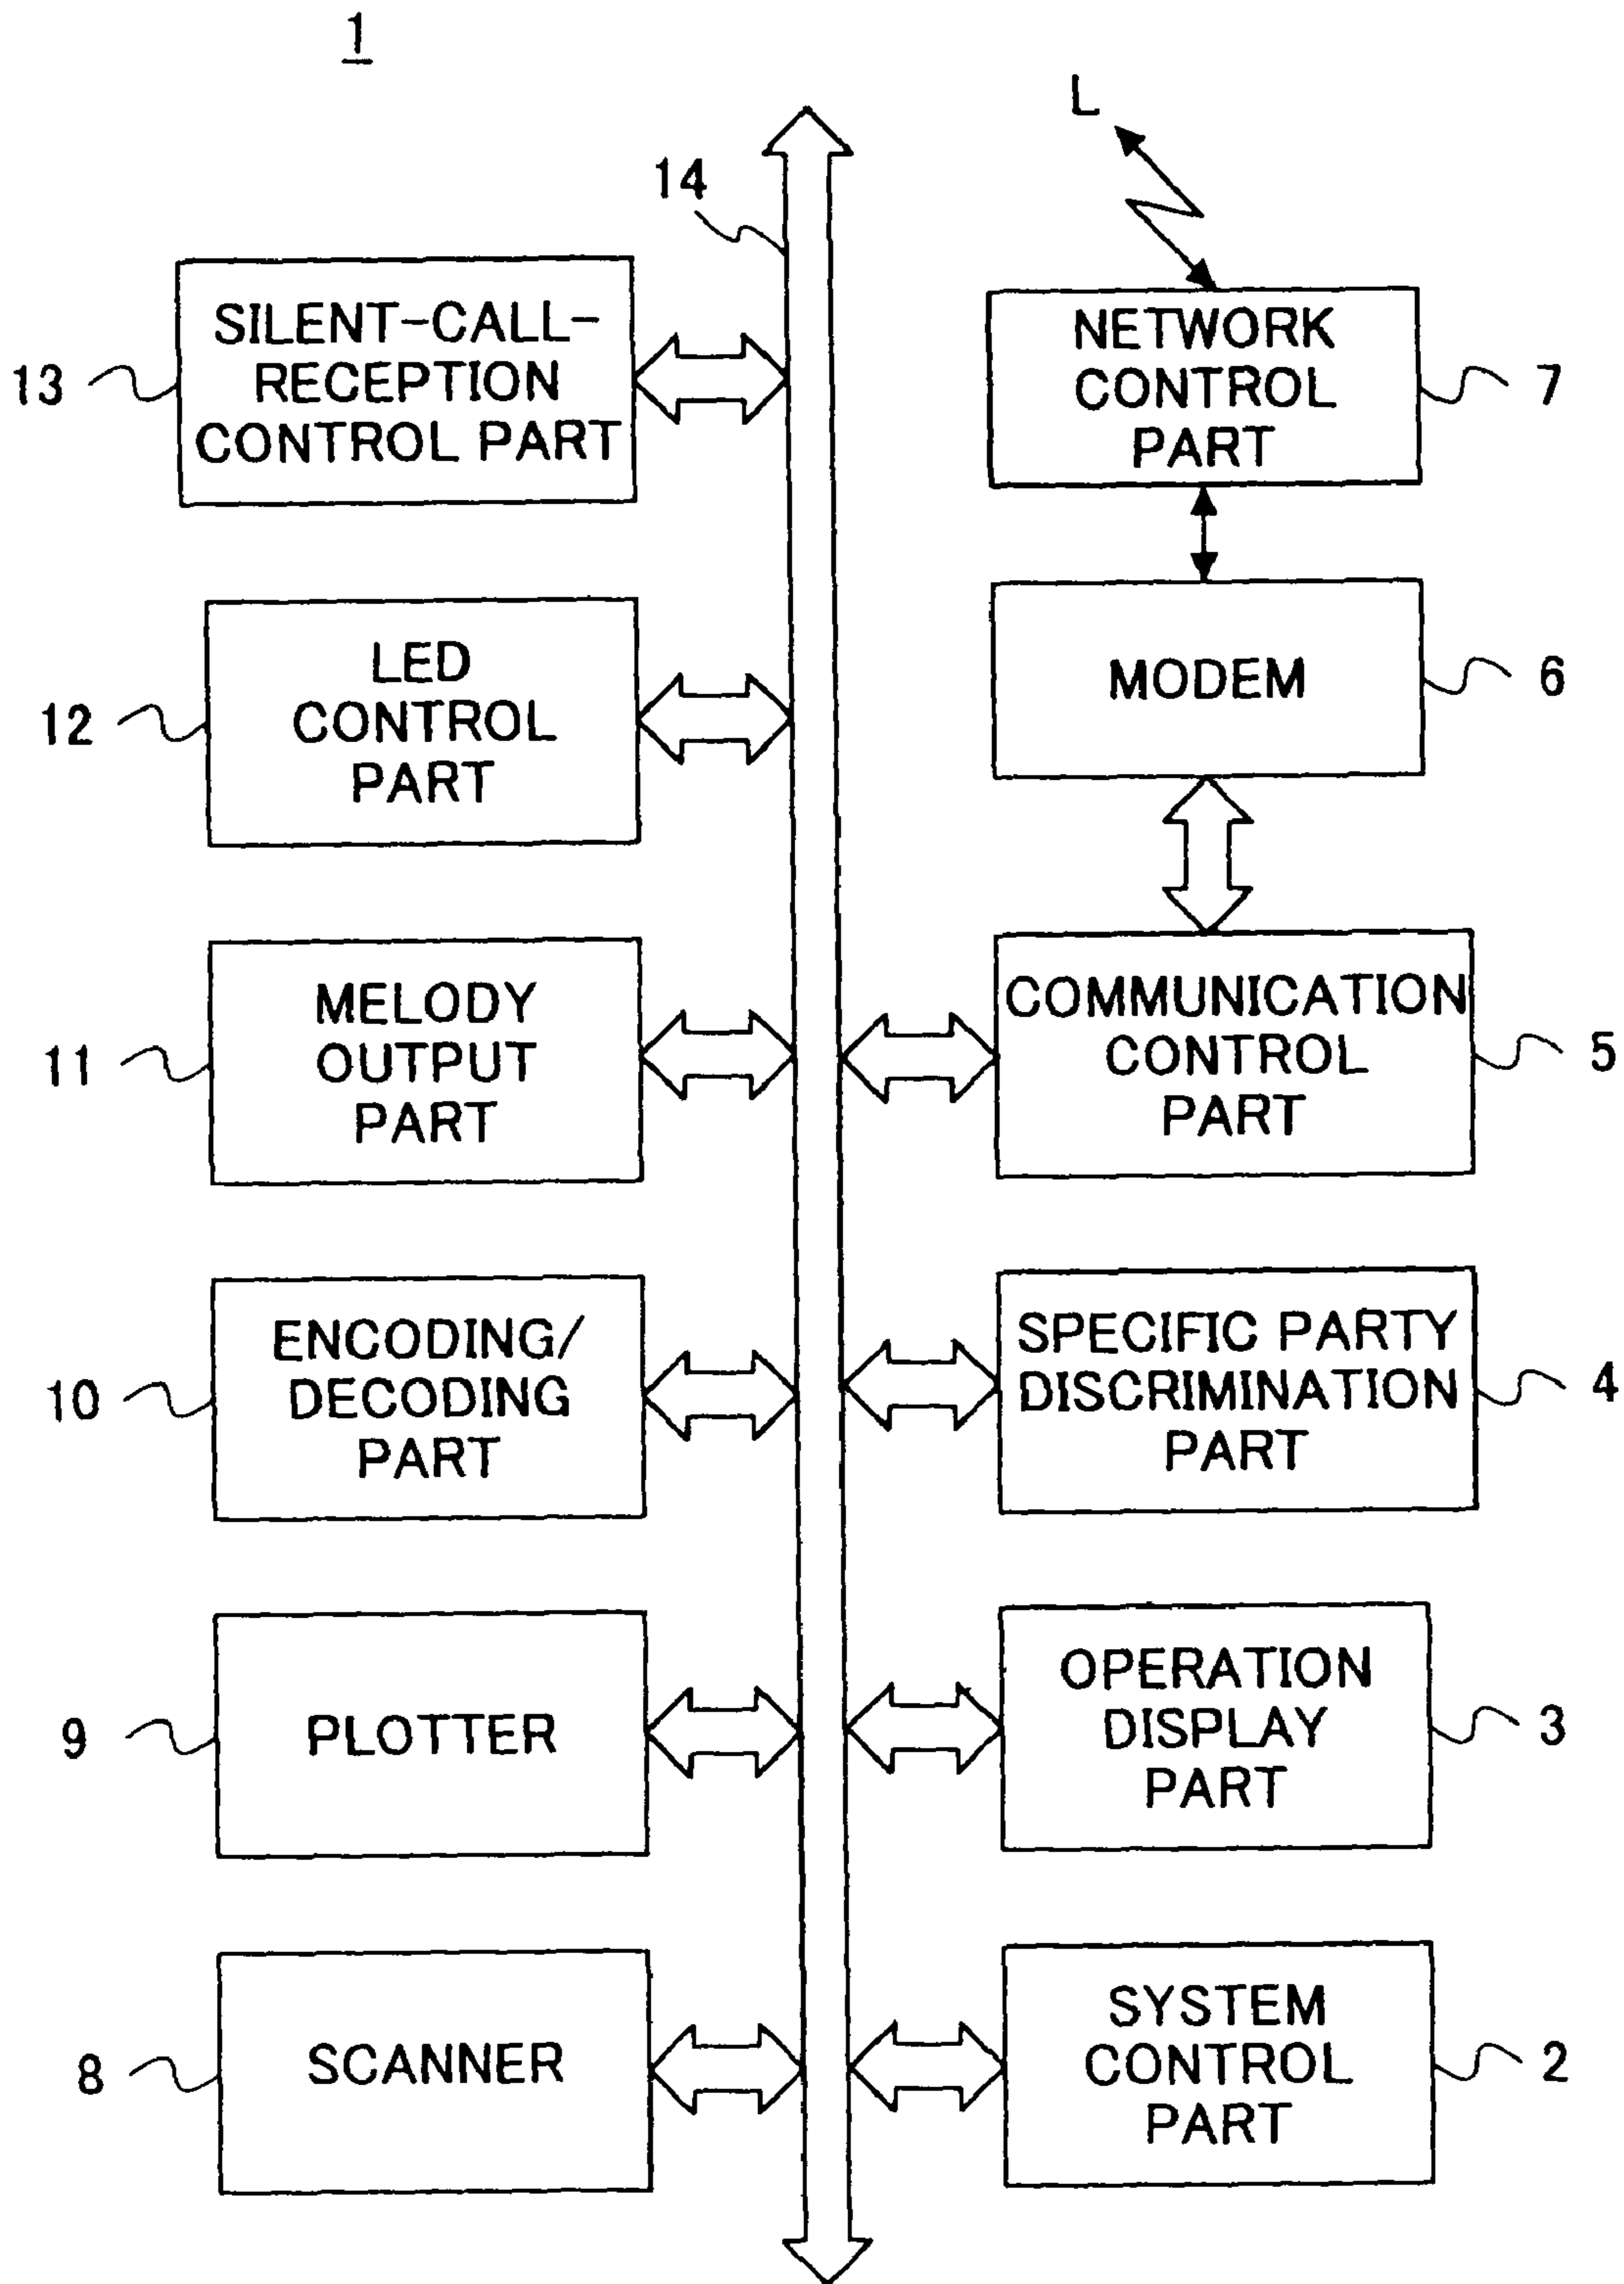 1
L
14
SILENT-CALL-
RECEPTION
CONTROL PART
13
NETWORK
CONTROL
PART
7
LED
CONTROL
PART
12
MODEM
6
MELODY
OUTPUT
PART
11
COMMUNICATION
CONTROL
PART
5
ENCODING/
DECODING
PART
10
SPECIFIC PARTY
DISCRIMINATION
PART
4
PLOTTER
9
OPERATION
DISPLAY
PART
3
SCANNER
8
SYSTEM
CONTROL
PART
2